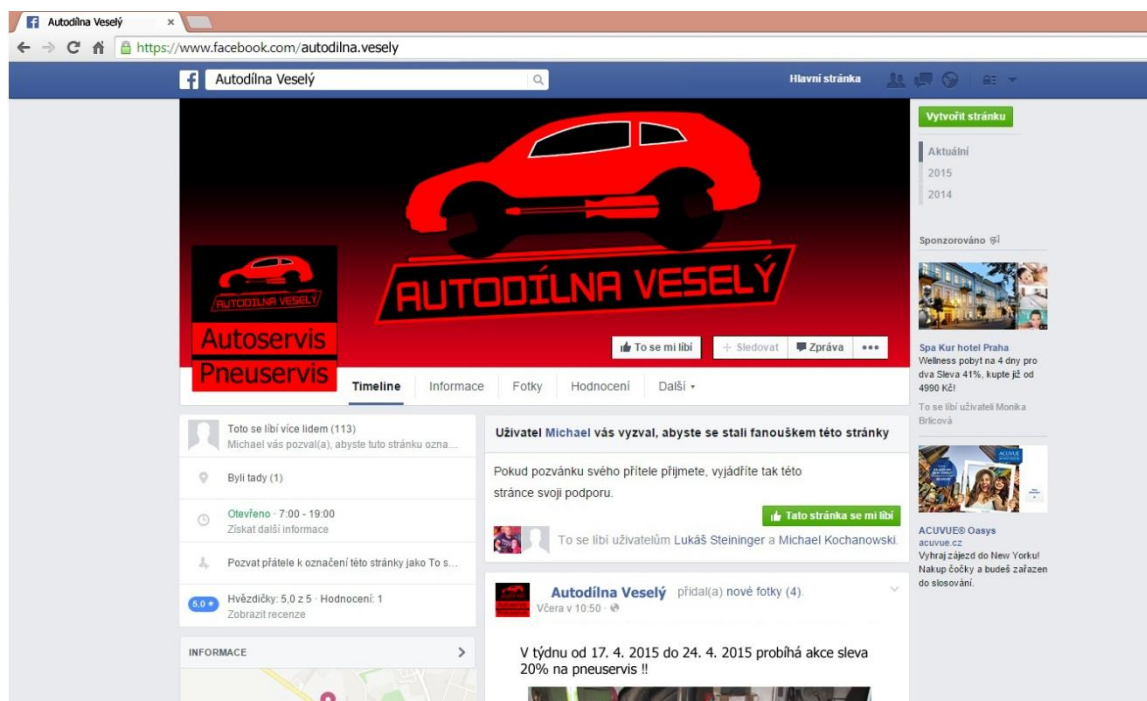 Autodílna Veselý
https://www.facebook.com/autodilna.vesely
Autodílna Veselý
Hlavní stránka
AUTODÍLNA VESELÝ
AUTODÍLNA VESELÝ
Autoservis
Pneuservis
To se mi líbí
+ Sledovat
Zpráva
Timeline
Informace
Fotky
Hodnocení
Další
Toto se líbí více lidem (113)
Michael vás pozval(a), abyste tuto stránku ozna...
Byli tady (1)
Otevřeno · 7:00 - 19:00
Získat další informace
Pozvat přátele k označení této stránky jako To s...
5,0 ★
Hvězdičky: 5,0 z 5 · Hodnocení: 1
Zobrazit recenze
INFORMACE
Uživatel Michael vás vyzval, abyste se stali fanouškem této stránky
Pokud pozvánku svého přítele přijmete, vyjádříte tak této
stránce svoji podporu.
Tato stránka se mi líbí
To se líbí uživatelům Lukáš Steininger a Michael Kochanowski.
Autodílna Veselý přidal(a) nové fotky (4).
Včera v 10:50 ·
V týdnu od 17. 4. 2015 do 24. 4. 2015 probíhá akce sleva
20% na pneuservis !!
Vytvořit stránku
Aktuální
2015
2014
Sponzorováno
Spa Kur hotel Praha
Wellness pobyt na 4 dny pro
dva Sleva 41%, kupte již od
4990 Kč!
To se líbí uživateli Monika
Brlicová
ACUVUE
ACUVUE® Oasys
acuvue.cz
Vyhraj zájezd do New Yorku!
Nakup čočky a budeš zařazen
do slosování.